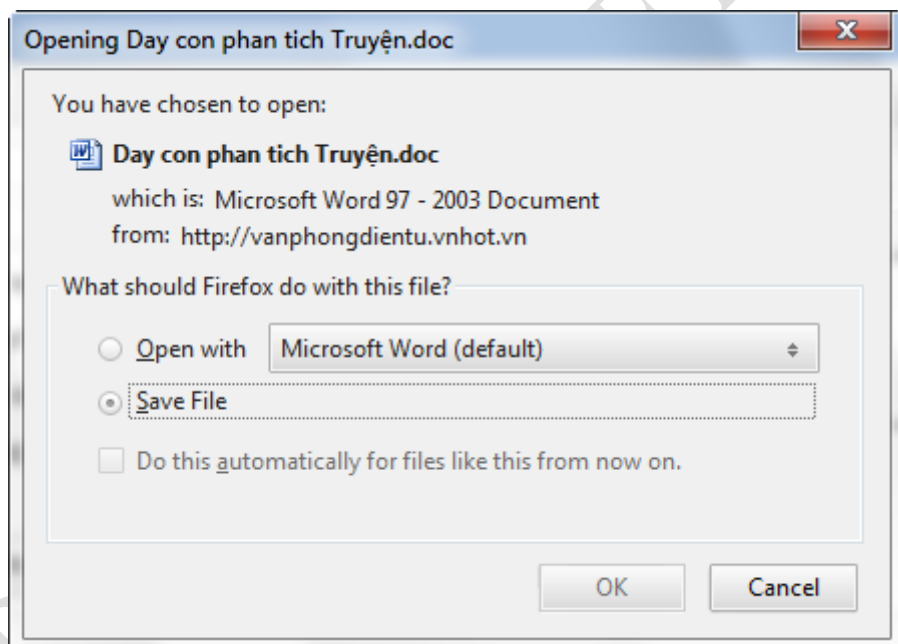 Opening Day con phan tich Truyện.doc
You have chosen to open:
Day con phan tich Truyện.doc
which is: Microsoft Word 97 - 2003 Document
from: http://vanphongdientu.vnhot.vn
What should Firefox do with this file?
Open with Microsoft Word (default)
Save File
Do this automatically for files like this from now on.
OK Cancel